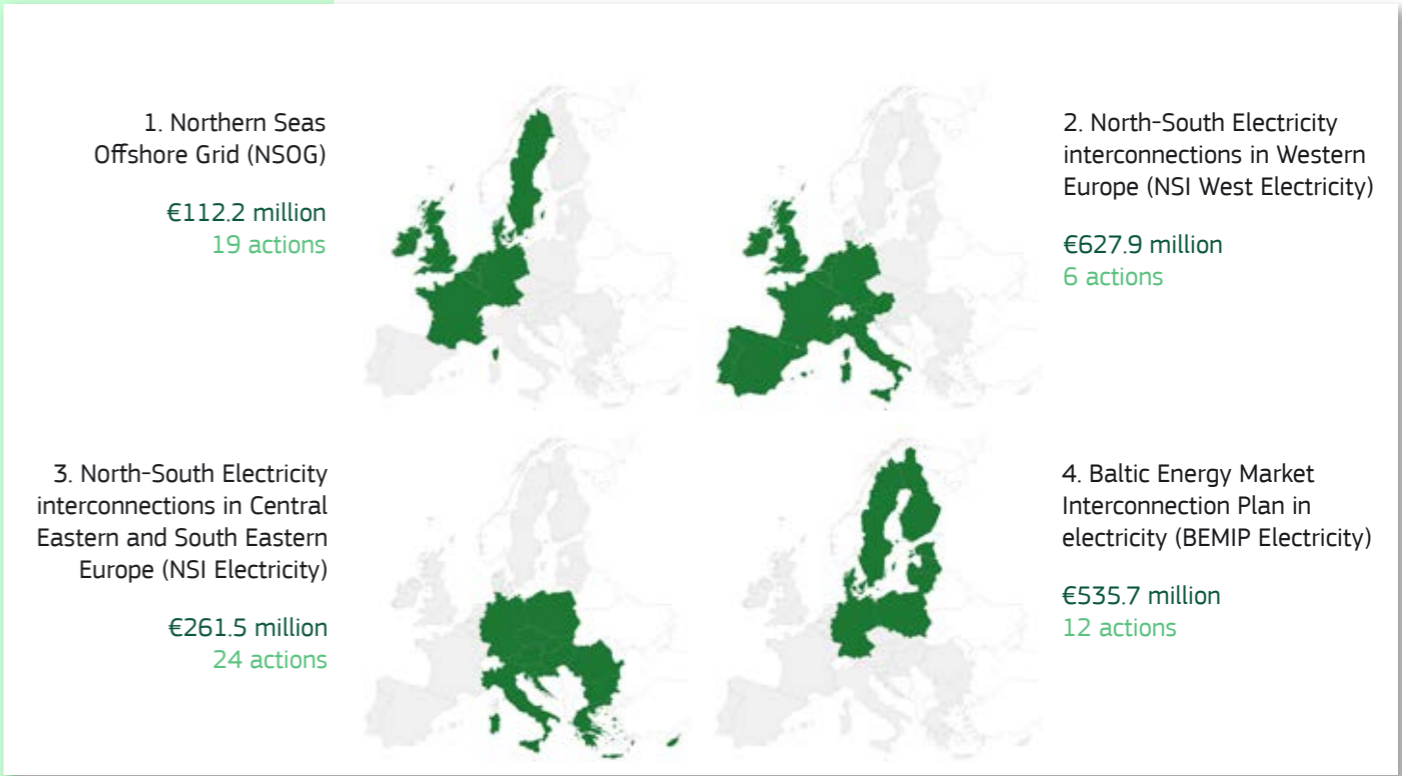 1. Northern Seas
Offshore Grid (NSOG)
€112.2 million
19 actions
2. North-South Electricity
interconnections in Western
Europe (NSI West Electricity)
€627.9 million
6 actions
3. North-South Electricity
interconnections in Central
Eastern and South Eastern
Europe (NSI Electricity)
€261.5 million
24 actions
4. Baltic Energy Market
Interconnection Plan in
electricity (BEMIP Electricity)
€535.7 million
12 actions